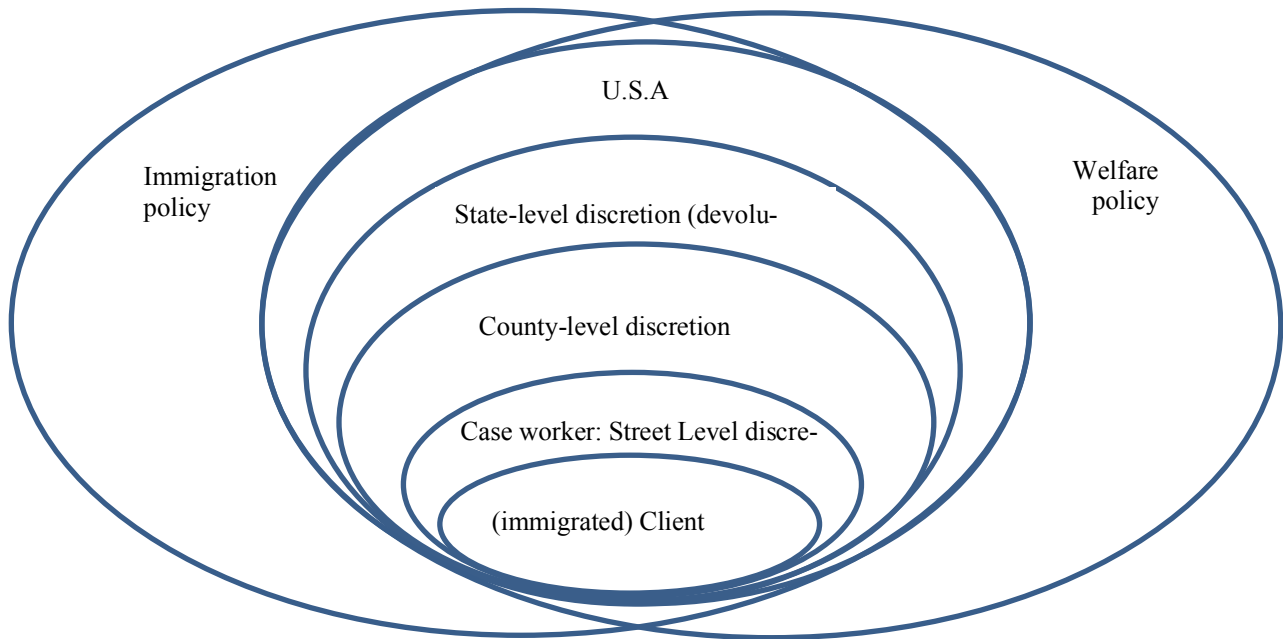 U.S.A
Immigration
policy
Welfare
policy
State-level discretion (devolu-
County-level discretion
Case worker: Street Level discre-
(immigrated) Client